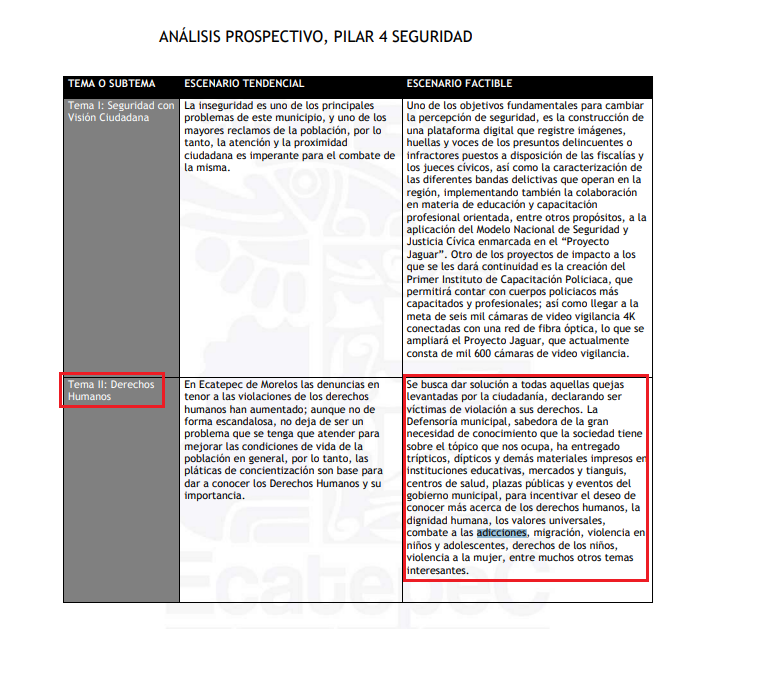 ANÁLISIS PROSPECTIVO, PILAR 4 SEGURIDAD
TEMA O SUBTEMA
ESCENARIO TENDENCIAL
ESCENARIO FACTIBLE
Tema I: Seguridad con
Visión Ciudadana
La inseguridad es uno de los principales
problemas de este municipio, y uno de los
mayores reclamos de la población, por lo
tanto, la atención y la proximidad
ciudadana es imperante para el combate de
la misma.
Uno de los objetivos fundamentales para cambiar
la percepción de seguridad, es la construcción de
una plataforma digital que registre imágenes,
huellas y voces de los presuntos delincuentes o
infractores puestos a disposición de las fiscalías y
los jueces cívicos, así como la caracterización de
las diferentes bandas delictivas que operan en la
región, implementando también la colaboración
en materia de educación y capacitación
profesional orientada, entre otros propósitos, a la
aplicación del Modelo Nacional de Seguridad y
Justicia Cívica enmarcada en el “Proyecto
Jaguar”. Otro de los proyectos de impacto a los
que se les dará continuidad es la creación del
Primer Instituto de Capacitación Policiaca, que
permitirá contar con cuerpos policiacos más
capacitados y profesionales; así como llegar a la
meta de seis mil cámaras de video vigilancia 4K
conectadas con una red de fibra óptica, lo que se
ampliará el Proyecto Jaguar, que actualmente
consta de mil 600 cámaras de video vigilancia.
Tema II: Derechos
Humanos
En Ecatepec de Morelos las denuncias en
tenor a las violaciones de los derechos
humanos han aumentado; aunque no de
forma escandalosa, no deja de ser un
problema que se tenga que atender para
mejorar las condiciones de vida de la
población en general, por lo tanto, las
pláticas de concientización son base para
dar a conocer los Derechos Humanos y su
importancia.
Se busca dar solución a todas aquellas quejas
levantadas por la ciudadanía, declarando ser
víctimas de violación a sus derechos. La
Defensoría municipal, sabedora de la gran
necesidad de conocimiento que la sociedad tiene
sobre el tópico que nos ocupa, ha entregado
trípticos, dípticos y demás materiales impresos en
instituciones educativas, mercados y tianguis,
centros de salud, plazas públicas y eventos del
gobierno municipal, para incentivar el deseo de
conocer más acerca de los derechos humanos, la
dignidad humana, los valores universales,
combate a las adicciones, migración, violencia en
niños y adolescentes, derechos de los niños,
violencia a la mujer, entre muchos otros temas
interesantes.
Ecatepec